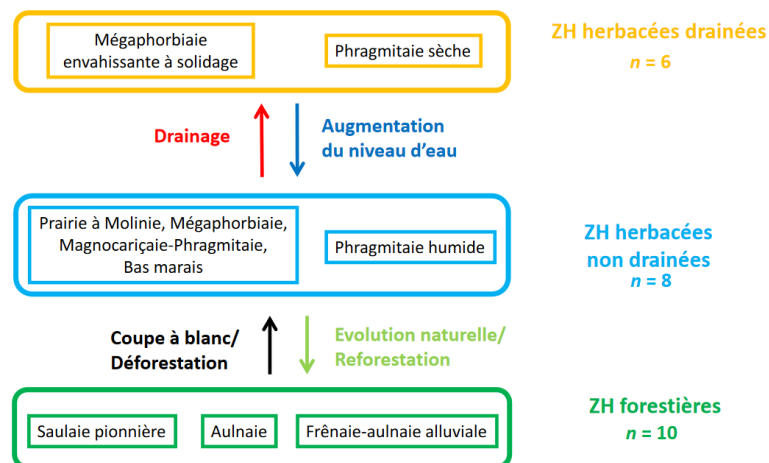 Mégaphorbiaie
envahissante à solidage
Phragmitaie sèche
ZH herbacées drainées
n = 6
Drainage
Augmentation
du niveau d'eau
Prairie à Molinie, Mégaphorbiaie,
Magnocariçaie-Phragmitaie,
Bas marais
Phragmitaie humide
ZH herbacées
non drainées
n = 8
Coupe à blanc/
Déforestation
Evolution naturelle/
Reforestation
Saulaie pionnière
Aulnaie
Frênaie-aulnaie alluviale
ZH forestières
n = 10